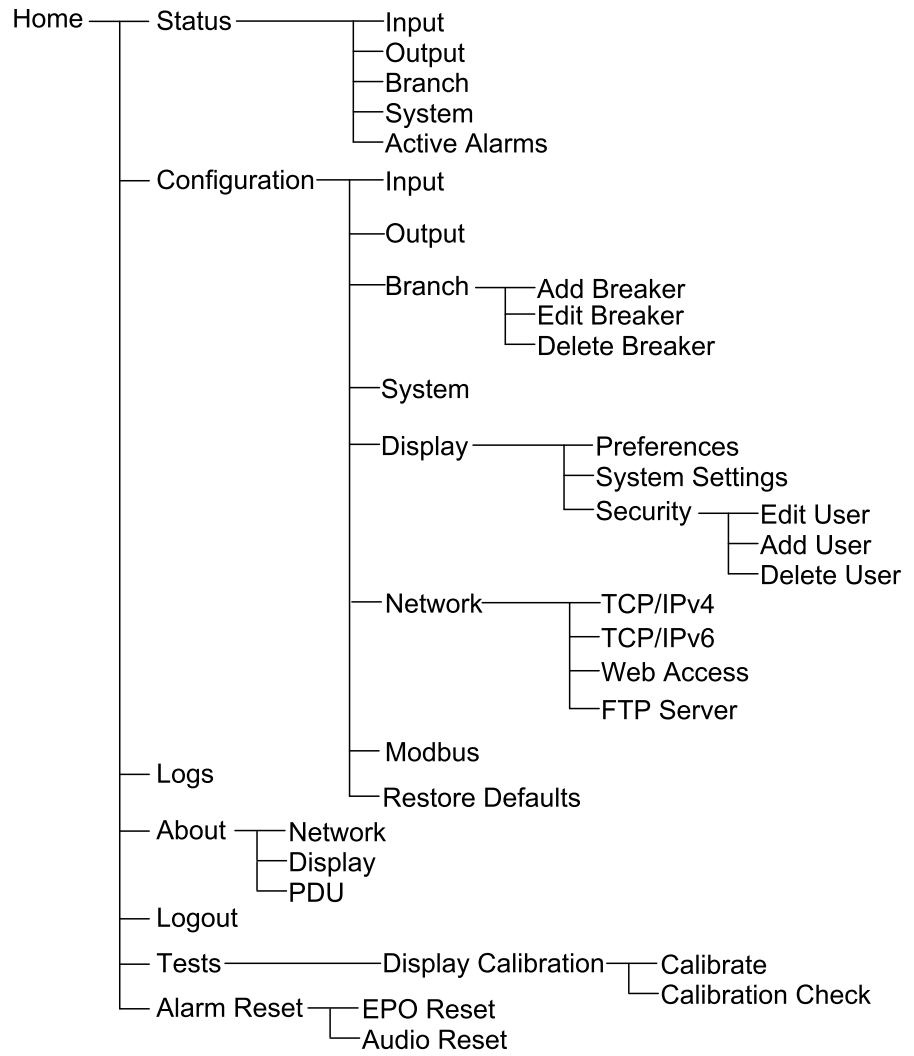 Home
Status
Input
Output
Branch
System
Active Alarms
Configuration
Input
Output
Branch
Add Breaker
Edit Breaker
Delete Breaker
System
Display
Preferences
System Settings
Security
Edit User
Add User
Delete User
Network
TCP/IPv4
TCP/IPv6
Web Access
FTP Server
Modbus
Restore Defaults
Logs
About
Network
Display
PDU
Logout
Tests
Display Calibration
Calibrate
Calibration Check
Alarm Reset
EPO Reset
Audio Reset